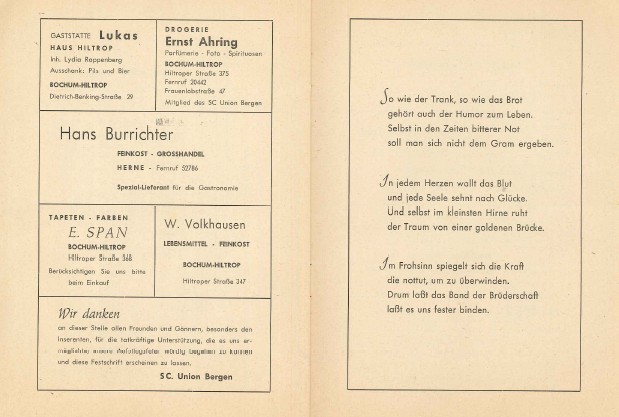 GASTSTÄTTE Lukas
HAUS HILTROP
Inh. Lydia Rappenberg
Ausschank: Pils und Bier
BOCHUM-HILTROP
Dietrich-Benking-Straße 29
DROGERIE
Ernst Ahring
Parfümerie - Foto - Spirituosen
BOCHUM-HILTROP
Hiltroper Straße 375
Fernruf 20442
Frauenlobstraße 47
Mitglied des SC Union Bergen
Hans Burrichter
FEINKOST - GROSSHANDEL
HERNE - Fernruf 52786
Spezial-Lieferant für die Gastronomie
TAPETEN - FARBEN
E. SPAN
BOCHUM-HILTROP
Hiltroper Straße 368
Berücksichtigen Sie uns bitte
beim Einkauf
W. Volkhausen
LEBENSMITTEL - FEINKOST
BOCHUM-HILTROP
Hiltroper Straße 247
Wir danken
an dieser Stelle allen Freunden und Gönnern, besonders den
Inserenten, für die tatkräftige Unterstützung, die es uns er-
möglichte, unsere würdig begehen zu können
und diese Festschrift erscheinen zu lassen.
SC. Union Bergen
So wie der Trank, so wie das Brot
gehört auch der Humor zum Leben.
Selbst in den Zeiten bitterer Not
soll man sich nicht dem Gram ergeben.
In jedem Herzen wallt das Blut
und jede Seele sehnt nach Glücke.
Und selbst im kleinsten Hirne ruht
der Traum von einer goldenen Brücke.
Im Frohsinn spiegelt sich die Kraft
die nottut, um zu überwinden.
Drum laßt das Band der Brüderschaft
laßt es uns fester binden.